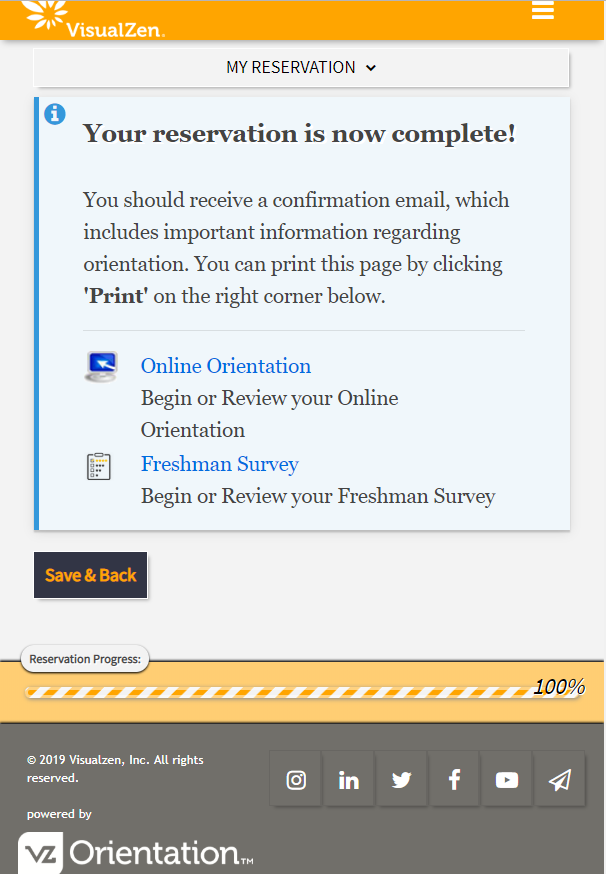 VisualZen.
MY RESERVATION
Your reservation is now complete!
You should receive a confirmation email, which
includes important information regarding
orientation. You can print this page by clicking
'Print' on the right corner below.
Online Orientation
Begin or Review your Online
Orientation
Freshman Survey
Begin or Review your Freshman Survey
Save & Back
Reservation Progress:
100%
© 2019 Visualzen, Inc. All rights
reserved.
powered by
VZ Orientation™